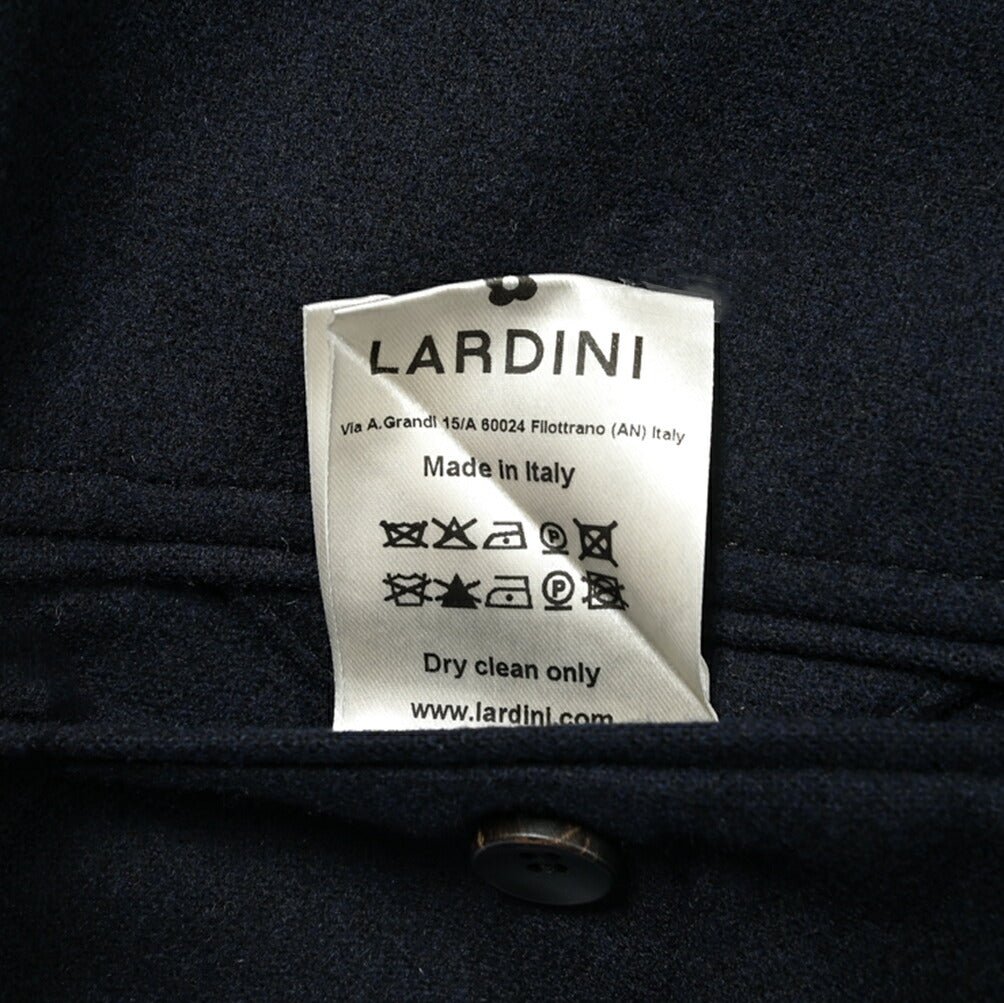 LARDINI
Via A.Grandi 15/A 60024 Filottrano (AN) Italy
Made in Italy
P
P
Dry clean only
www.lardini.com